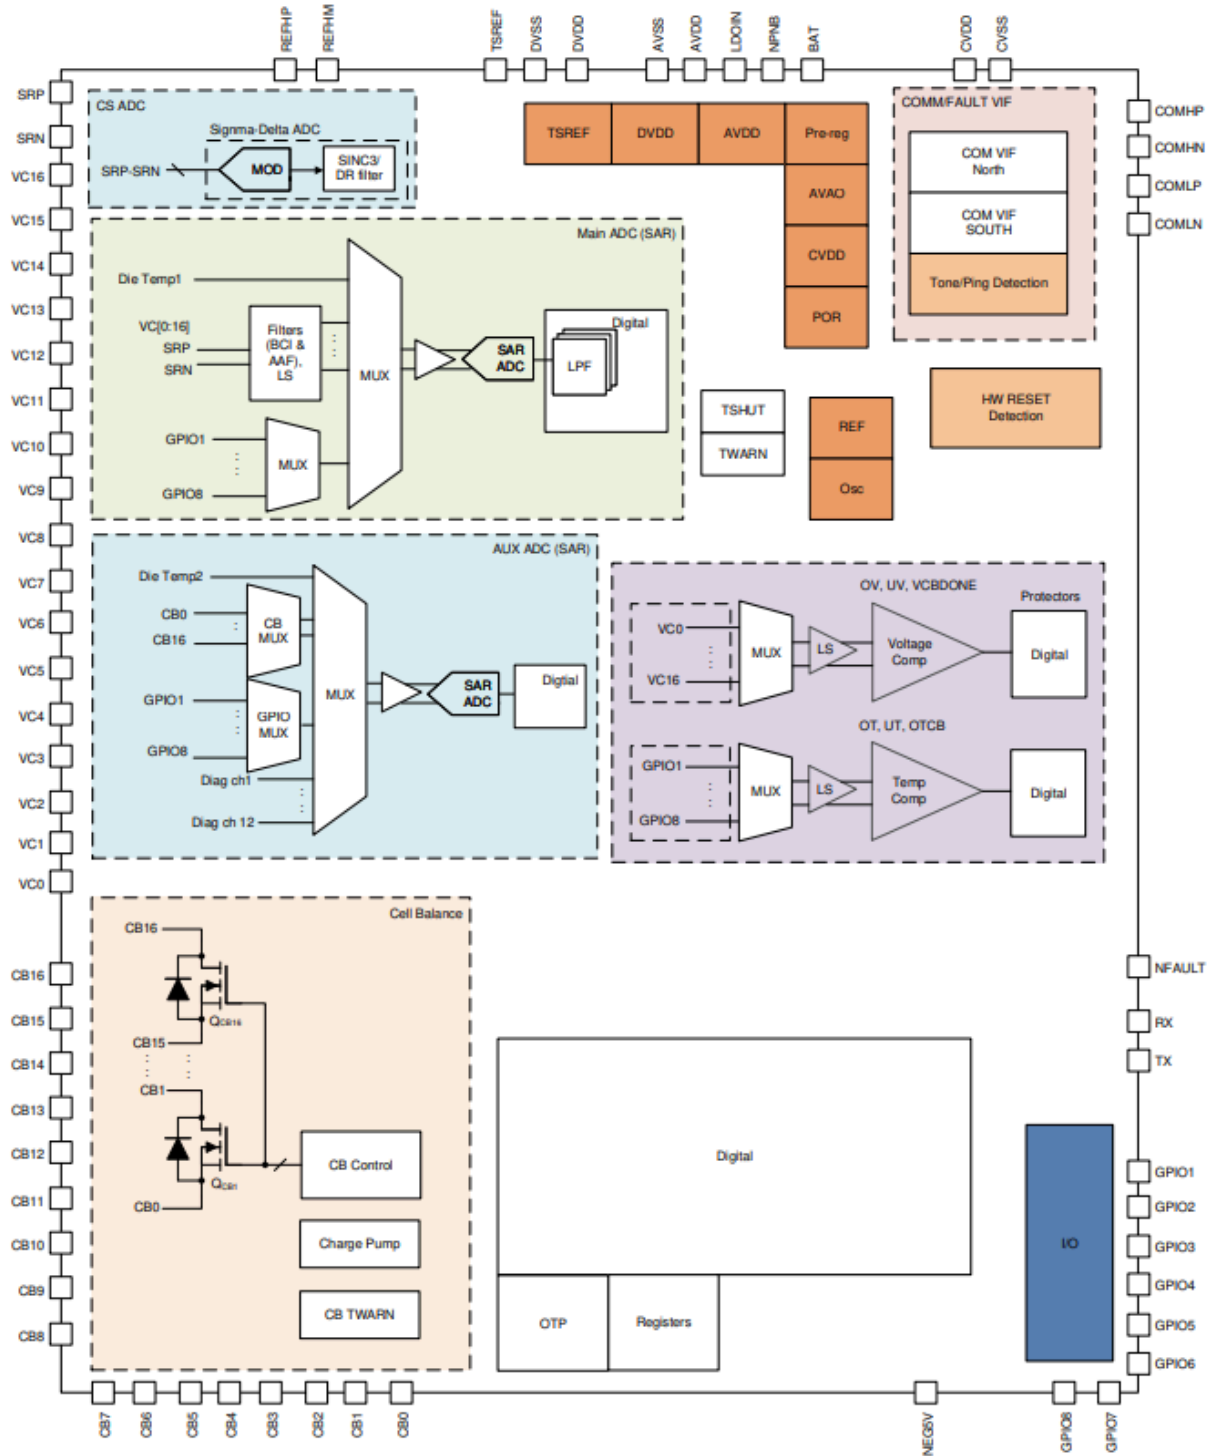 REFHP
REFHM
TSREF
DVSS
DVDD
AVSS
AVDD
LDOIN
NPNB
BAT
CVDD
CVSS
SRP
SRN
VC16
VC15
VC14
VC13
VC12
VC11
VC10
VC9
VC8
VC7
VC6
VC5
VC4
VC3
VC2
VC1
VC0
CB16
CB15
CB14
CB13
CB12
CB11
CB10
CB9
CB8
CS ADC
Signma-Delta ADC
SRP-SRN
MOD
SINC3/
DR filter
Main ADC (SAR)
Die Temp1
VC[0:16]
SRP
SRN
Filters
(BCI &
AAF),
LS
MUX
SAR
ADC
Digital
LPF
GPIO1
GPIO8
MUX
TSREF
DVDD
AVDD
Pre-reg
AVAO
CVDD
POR
COMM/FAULT VIF
COM VIF
North
COM VIF
SOUTH
Tone/Ping Detection
COMHP
COMHN
COMLP
COMLN
TSHUT
TWARN
REF
Osc
HW RESET
Detection
AUX ADC (SAR)
Die Temp2
CB0
CB16
CB
MUX
GPIO1
GPIO8
GPIO
MUX
Diag ch1
Diag ch 12
MUX
SAR
ADC
Digtial
OV, UV, VCBDONE
Protectors
VC0
VC16
MUX
LS
Voltage
Comp
Digital
OT, UT, OTCB
GPIO1
GPIO8
MUX
LS
Temp
Comp
Digital
Cell Balance
CB16
QCB16
CB15
CB1
QCB1
CB0
CB Control
Charge Pump
CB TWARN
Digital
OTP
Registers
IO
NFAULT
RX
TX
GPIO1
GPIO2
GPIO3
GPIO4
GPIO5
GPIO6
CB7
CB6
CB5
CB4
CB3
CB2
CB1
CB0
NEG5V
GPIO8
GPIO7